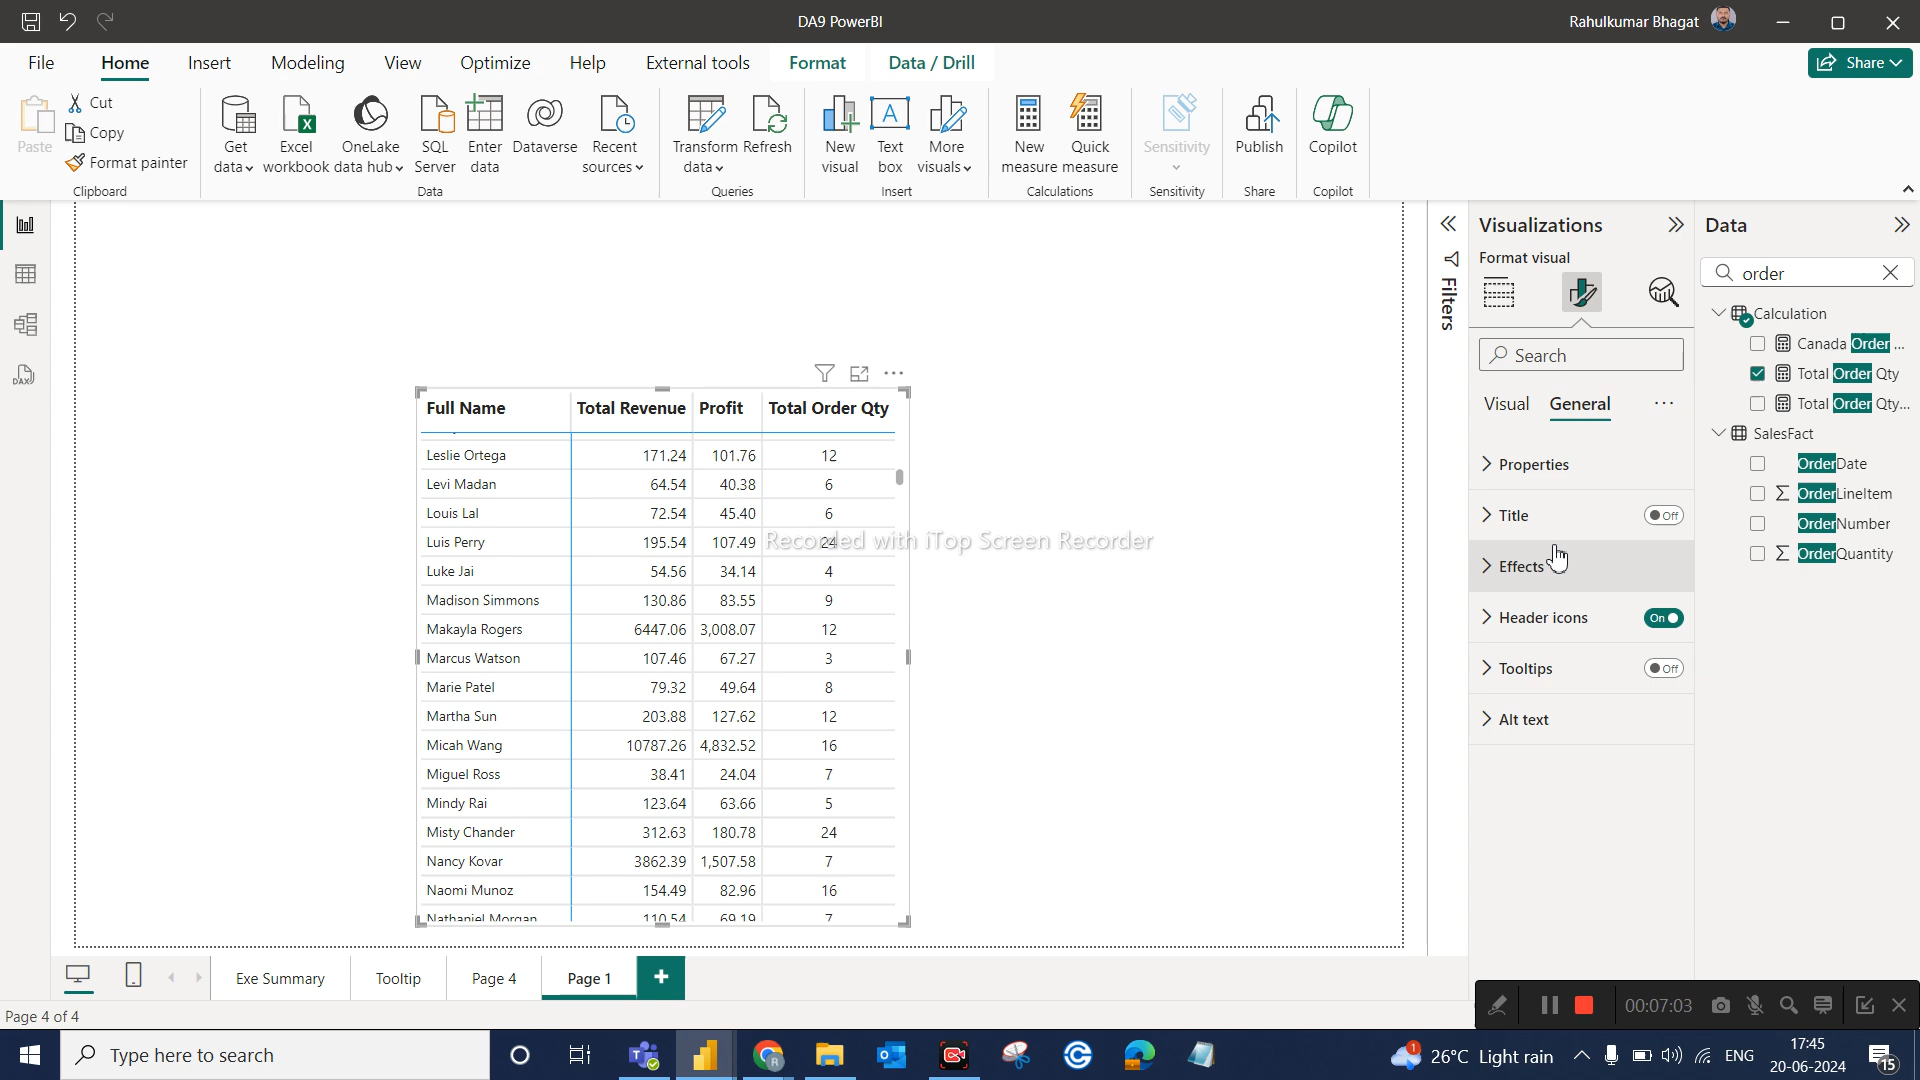 DA9 PowerBI
Rahulkumar Bhagat
File Home Insert Modeling View Optimize Help External tools Format Data / Drill
Share
Paste
Cut
Copy
Format painter
Clipboard
Get data
Excel workbook
OneLake data hub
SQL Server
Enter data
Dataverse
Recent sources
Data
Transform data
Refresh
Queries
New visual
Text box
More visuals
Insert
New measure
Quick measure
Calculations
Sensitivity
Sensitivity
Publish
Share
Copilot
Copilot
Full Name Total Revenue Profit Total Order Qty
Leslie Ortega 171.24 101.76 12
Levi Madan 64.54 40.38 6
Louis Lal 72.54 45.40 6
Luis Perry 195.54 107.49 24
Luke Jai 54.56 34.14 4
Madison Simmons 130.86 83.55 9
Makayla Rogers 6447.06 3,008.07 12
Marcus Watson 107.46 67.27 3
Marie Patel 79.32 49.64 8
Martha Sun 203.88 127.62 12
Micah Wang 10787.26 4,832.52 16
Miguel Ross 38.41 24.04 7
Mindy Rai 123.64 63.66 5
Misty Chander 312.63 180.78 24
Nancy Kovar 3862.39 1,507.58 7
Naomi Munoz 154.49 82.96 16
Nathaniel Morgan 110.54 69.19 7
Recorded with iTop Screen Recorder
Filters
Visualizations
Format visual
Search
Visual General
Properties
Title Off
Effects
Header icons On
Tooltips Off
Alt text
Data
order
Calculation
Canada Order ...
Total Order Qty
Total Order Qty...
SalesFact
OrderDate
OrderLineItem
OrderNumber
OrderQuantity
Exe Summary Tooltip Page 4 Page 1
Page 4 of 4
00:07:03
Type here to search
26°C Light rain
ENG
17:45
20-06-2024
15